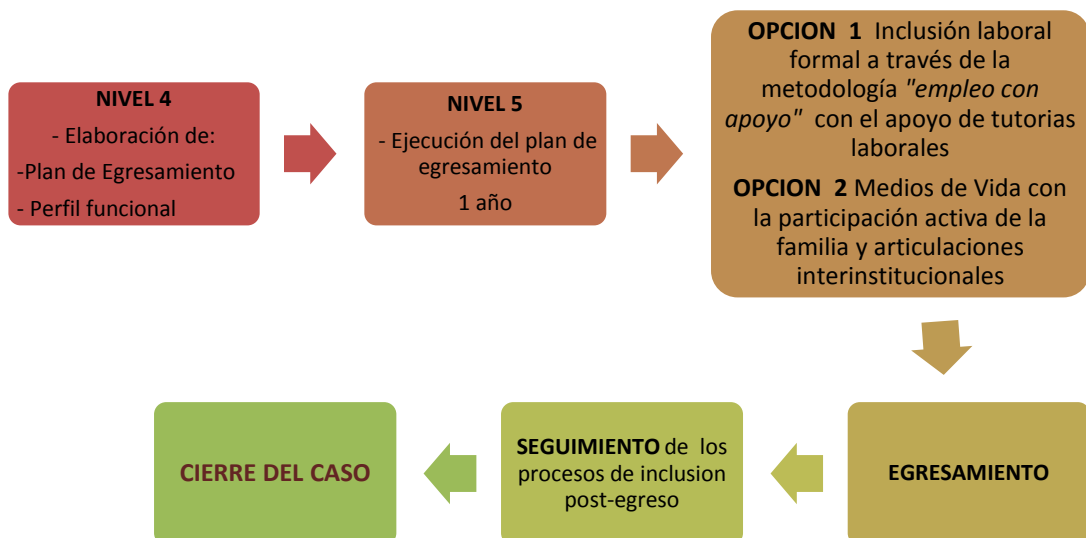 NIVEL 4
- Elaboración de:
-Plan de Egresamiento
- Perfil funcional
NIVEL 5
- Ejecución del plan de
egresamiento
1 año
OPCION 1 Inclusión laboral
formal a través de la
metodología "empleo con
apoyo" con el apoyo de tutorias
laborales
OPCION 2 Medios de Vida con
la participación activa de la
familia y articulaciones
interinstitucionales
EGRESAMIENTO
SEGUIMIENTO de los
procesos de inclusion
post-egreso
CIERRE DEL CASO